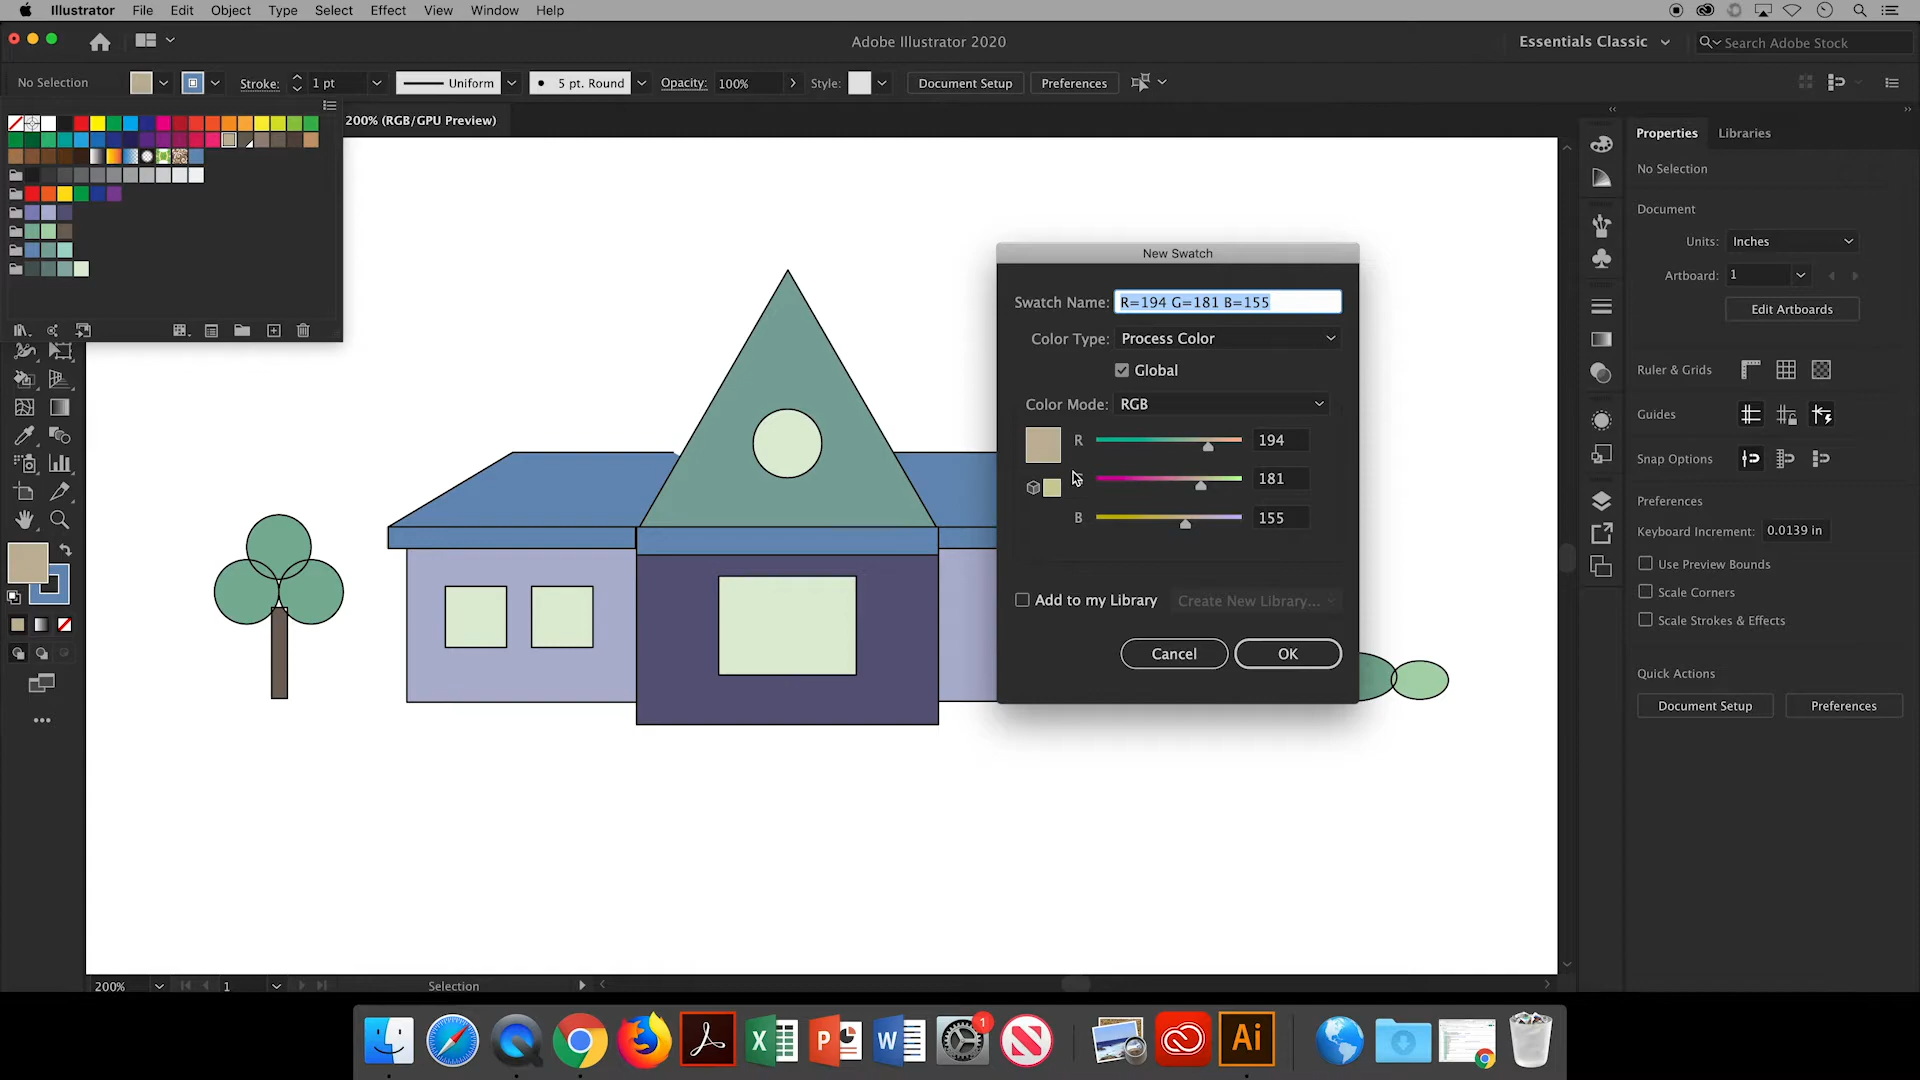 Illustrator File Edit Object Type Select Effect View Window Help
Adobe Illustrator 2020
Essentials Classic
Search Adobe Stock
No Selection
Stroke:
1 pt
Uniform
5 pt. Round
Opacity:
100%
Style:
Document Setup
Preferences
200% (RGB/GPU Preview)
Properties
Libraries
No Selection
Document
Units:
Inches
Artboard:
1
Edit Artboards
Ruler & Grids
Guides
Snap Options
Preferences
Keyboard Increment:
0.0139 in
Use Preview Bounds
Scale Corners
Scale Strokes & Effects
Quick Actions
Document Setup
Preferences
New Swatch
Swatch Name:
R=194 G=181 B=155
Color Type:
Process Color
Global
Color Mode:
RGB
R
194
181
B
155
Add to my Library
Create New Library...
Cancel
OK
200%
1
Selection
X
P
W
1
Ai